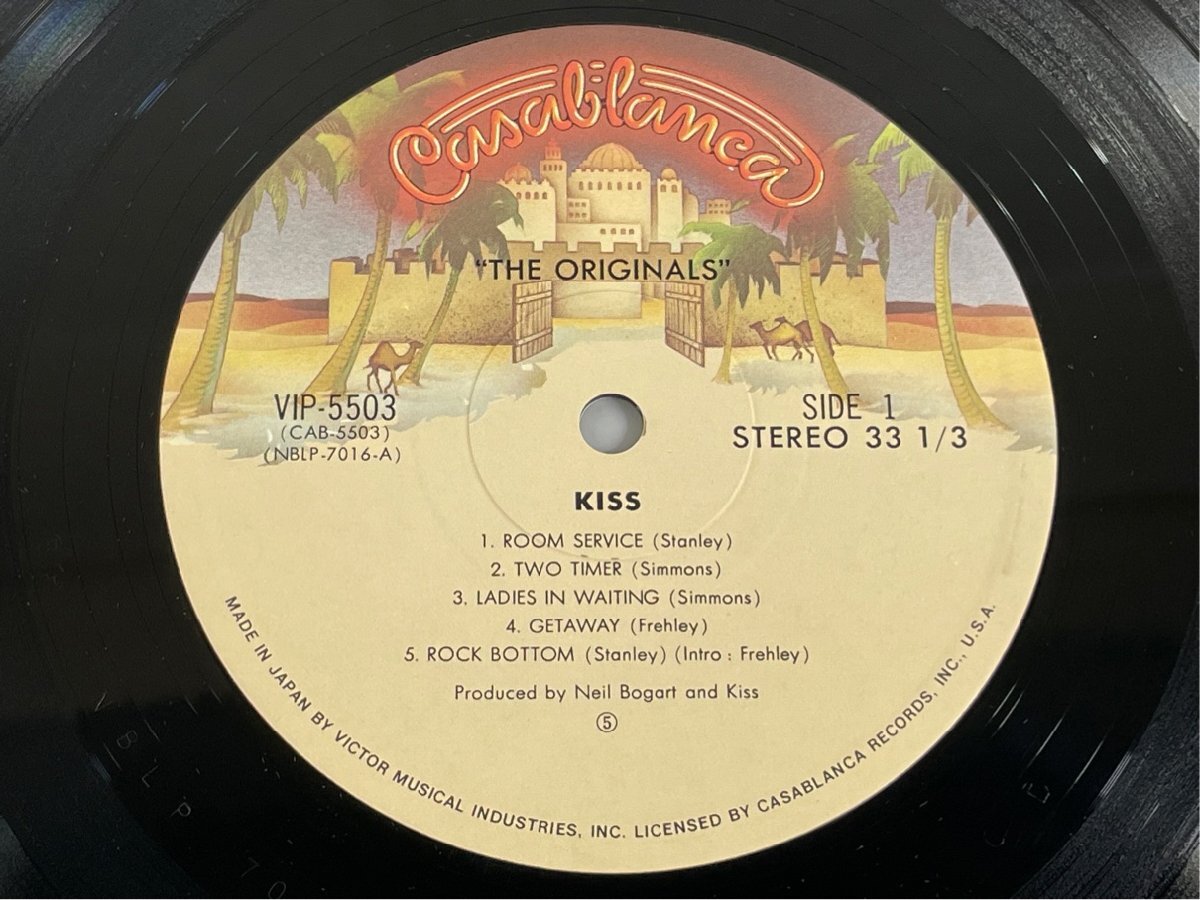 Casablanca
"THE ORIGINALS"
VIP-5503
(CAB-5503)
(NBLP-7016-A)
SIDE 1
STEREO 33 1/3
KISS
1. ROOM SERVICE (Stanley)
2. TWO TIMER (Simmons)
3. LADIES IN WAITING (Simmons)
4. GETAWAY (Frehley)
5. ROCK BOTTOM (Stanley) (Intro : Frehley)
Produced by Neil Bogart and Kiss
⑤
MADE IN JAPAN BY VICTOR MUSICAL INDUSTRIES, INC. LICENSED BY CASABLANCA RECORDS, INC., U.S.A.